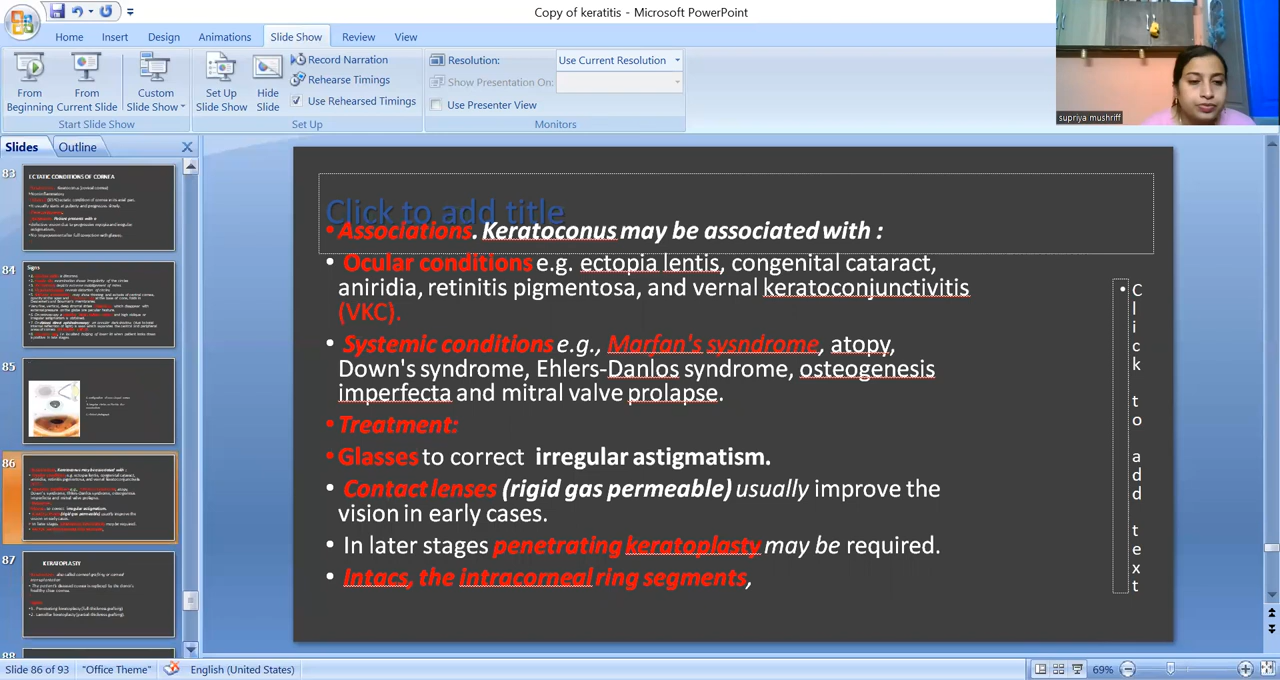 Copy of keratitis - Microsoft PowerPoint
Home Insert Design Animations Slide Show Review View
From Beginning
From Current Slide
Custom Slide Show
Start Slide Show
Set Up Slide Show
Hide Slide
Record Narration
Rehearse Timings
Use Rehearsed Timings
Set Up
Resolution: Use Current Resolution
Show Presentation On:
Use Presenter View
Monitors
supriya mushriff
Slides Outline
83
ECTATIC CONDITIONS OF CORNEA
84
Signs
85
86
87
KERATOPLASTY
88
Click to add title
• Associations. Keratoconus may be associated with :
• Ocular conditions e.g. ectopia lentis, congenital cataract,
aniridia, retinitis pigmentosa, and vernal keratoconjunctivitis
(VKC).
• Systemic conditions e.g., Marfan's sysndrome, atopy,
Down's syndrome, Ehlers-Danlos syndrome, osteogenesis
imperfecta and mitral valve prolapse.
• Treatment:
• Glasses to correct irregular astigmatism.
• Contact lenses (rigid gas permeable) usually improve the
vision in early cases.
• In later stages penetrating keratoplasty may be required.
• Intacs, the intracorneal ring segments,
• Click to add text
Slide 86 of 93 "Office Theme" English (United States) 69%